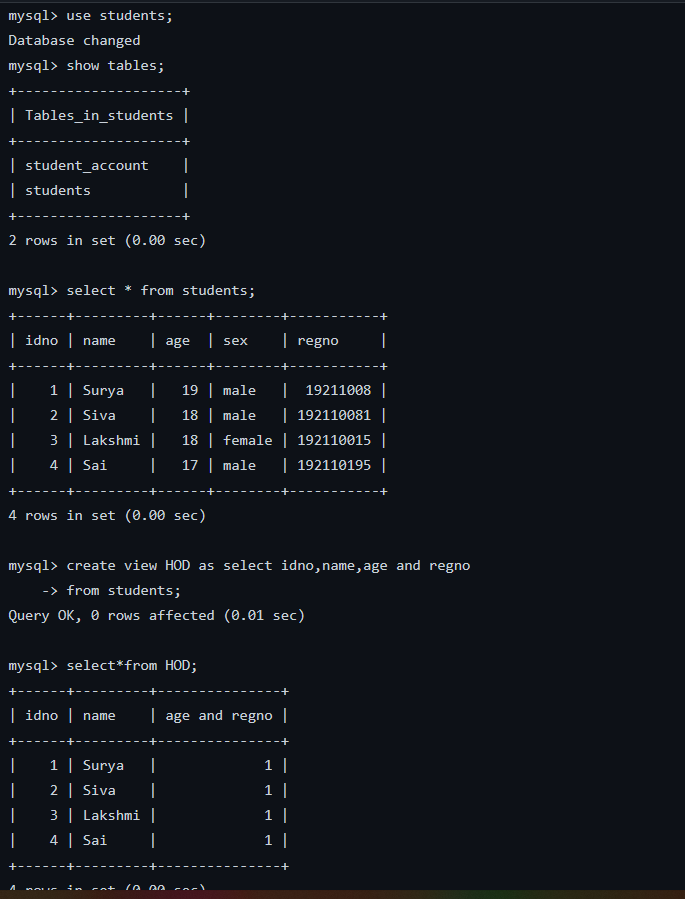 mysql> use students;
Database changed
mysql> show tables;
+--------------------+
| Tables_in_students |
+--------------------+
| student_account    |
| students           |
+--------------------+
2 rows in set (0.00 sec)

mysql> select * from students;
+------+---------+------+--------+-----------+
| idno | name    | age  | sex    | regno     |
+------+---------+------+--------+-----------+
|    1 | Surya   |   19 | male   |  19211008 |
|    2 | Siva    |   18 | male   | 192110081 |
|    3 | Lakshmi |   18 | female | 192110015 |
|    4 | Sai     |   17 | male   | 192110195 |
+------+---------+------+--------+-----------+
4 rows in set (0.00 sec)

mysql> create view HOD as select idno,name,age and regno
    -> from students;
Query OK, 0 rows affected (0.01 sec)

mysql> select*from HOD;
+------+---------+---------------+
| idno | name    | age and regno |
+------+---------+---------------+
|    1 | Surya   |             1 |
|    2 | Siva    |             1 |
|    3 | Lakshmi |             1 |
|    4 | Sai     |             1 |
+------+---------+---------------+
4 rows in set (0.00 sec)